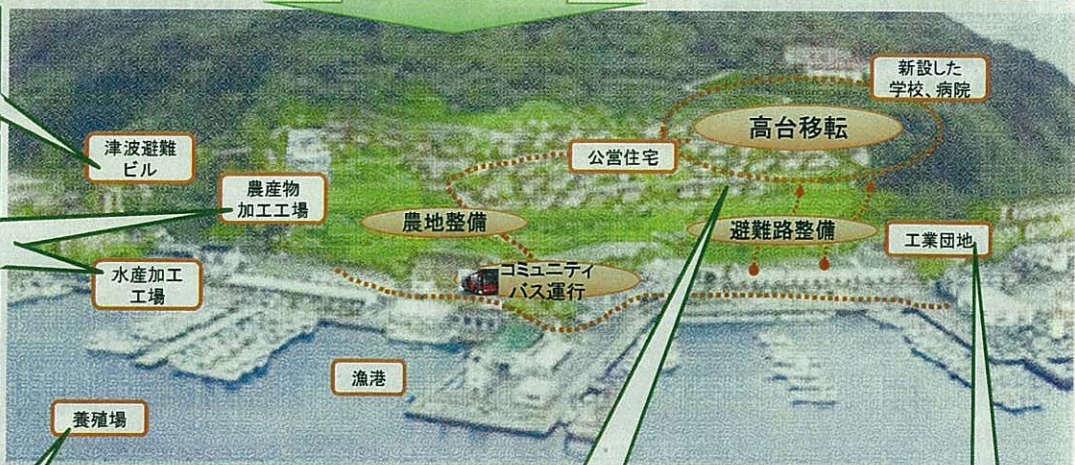 新設した
学校、病院
高台移転
公営住宅
津波避難
ビル
農産物
加工工場
農地整備
避難路整備
工業団地
水産加工
工場
コミュニティ
バス運行
漁港
養殖場